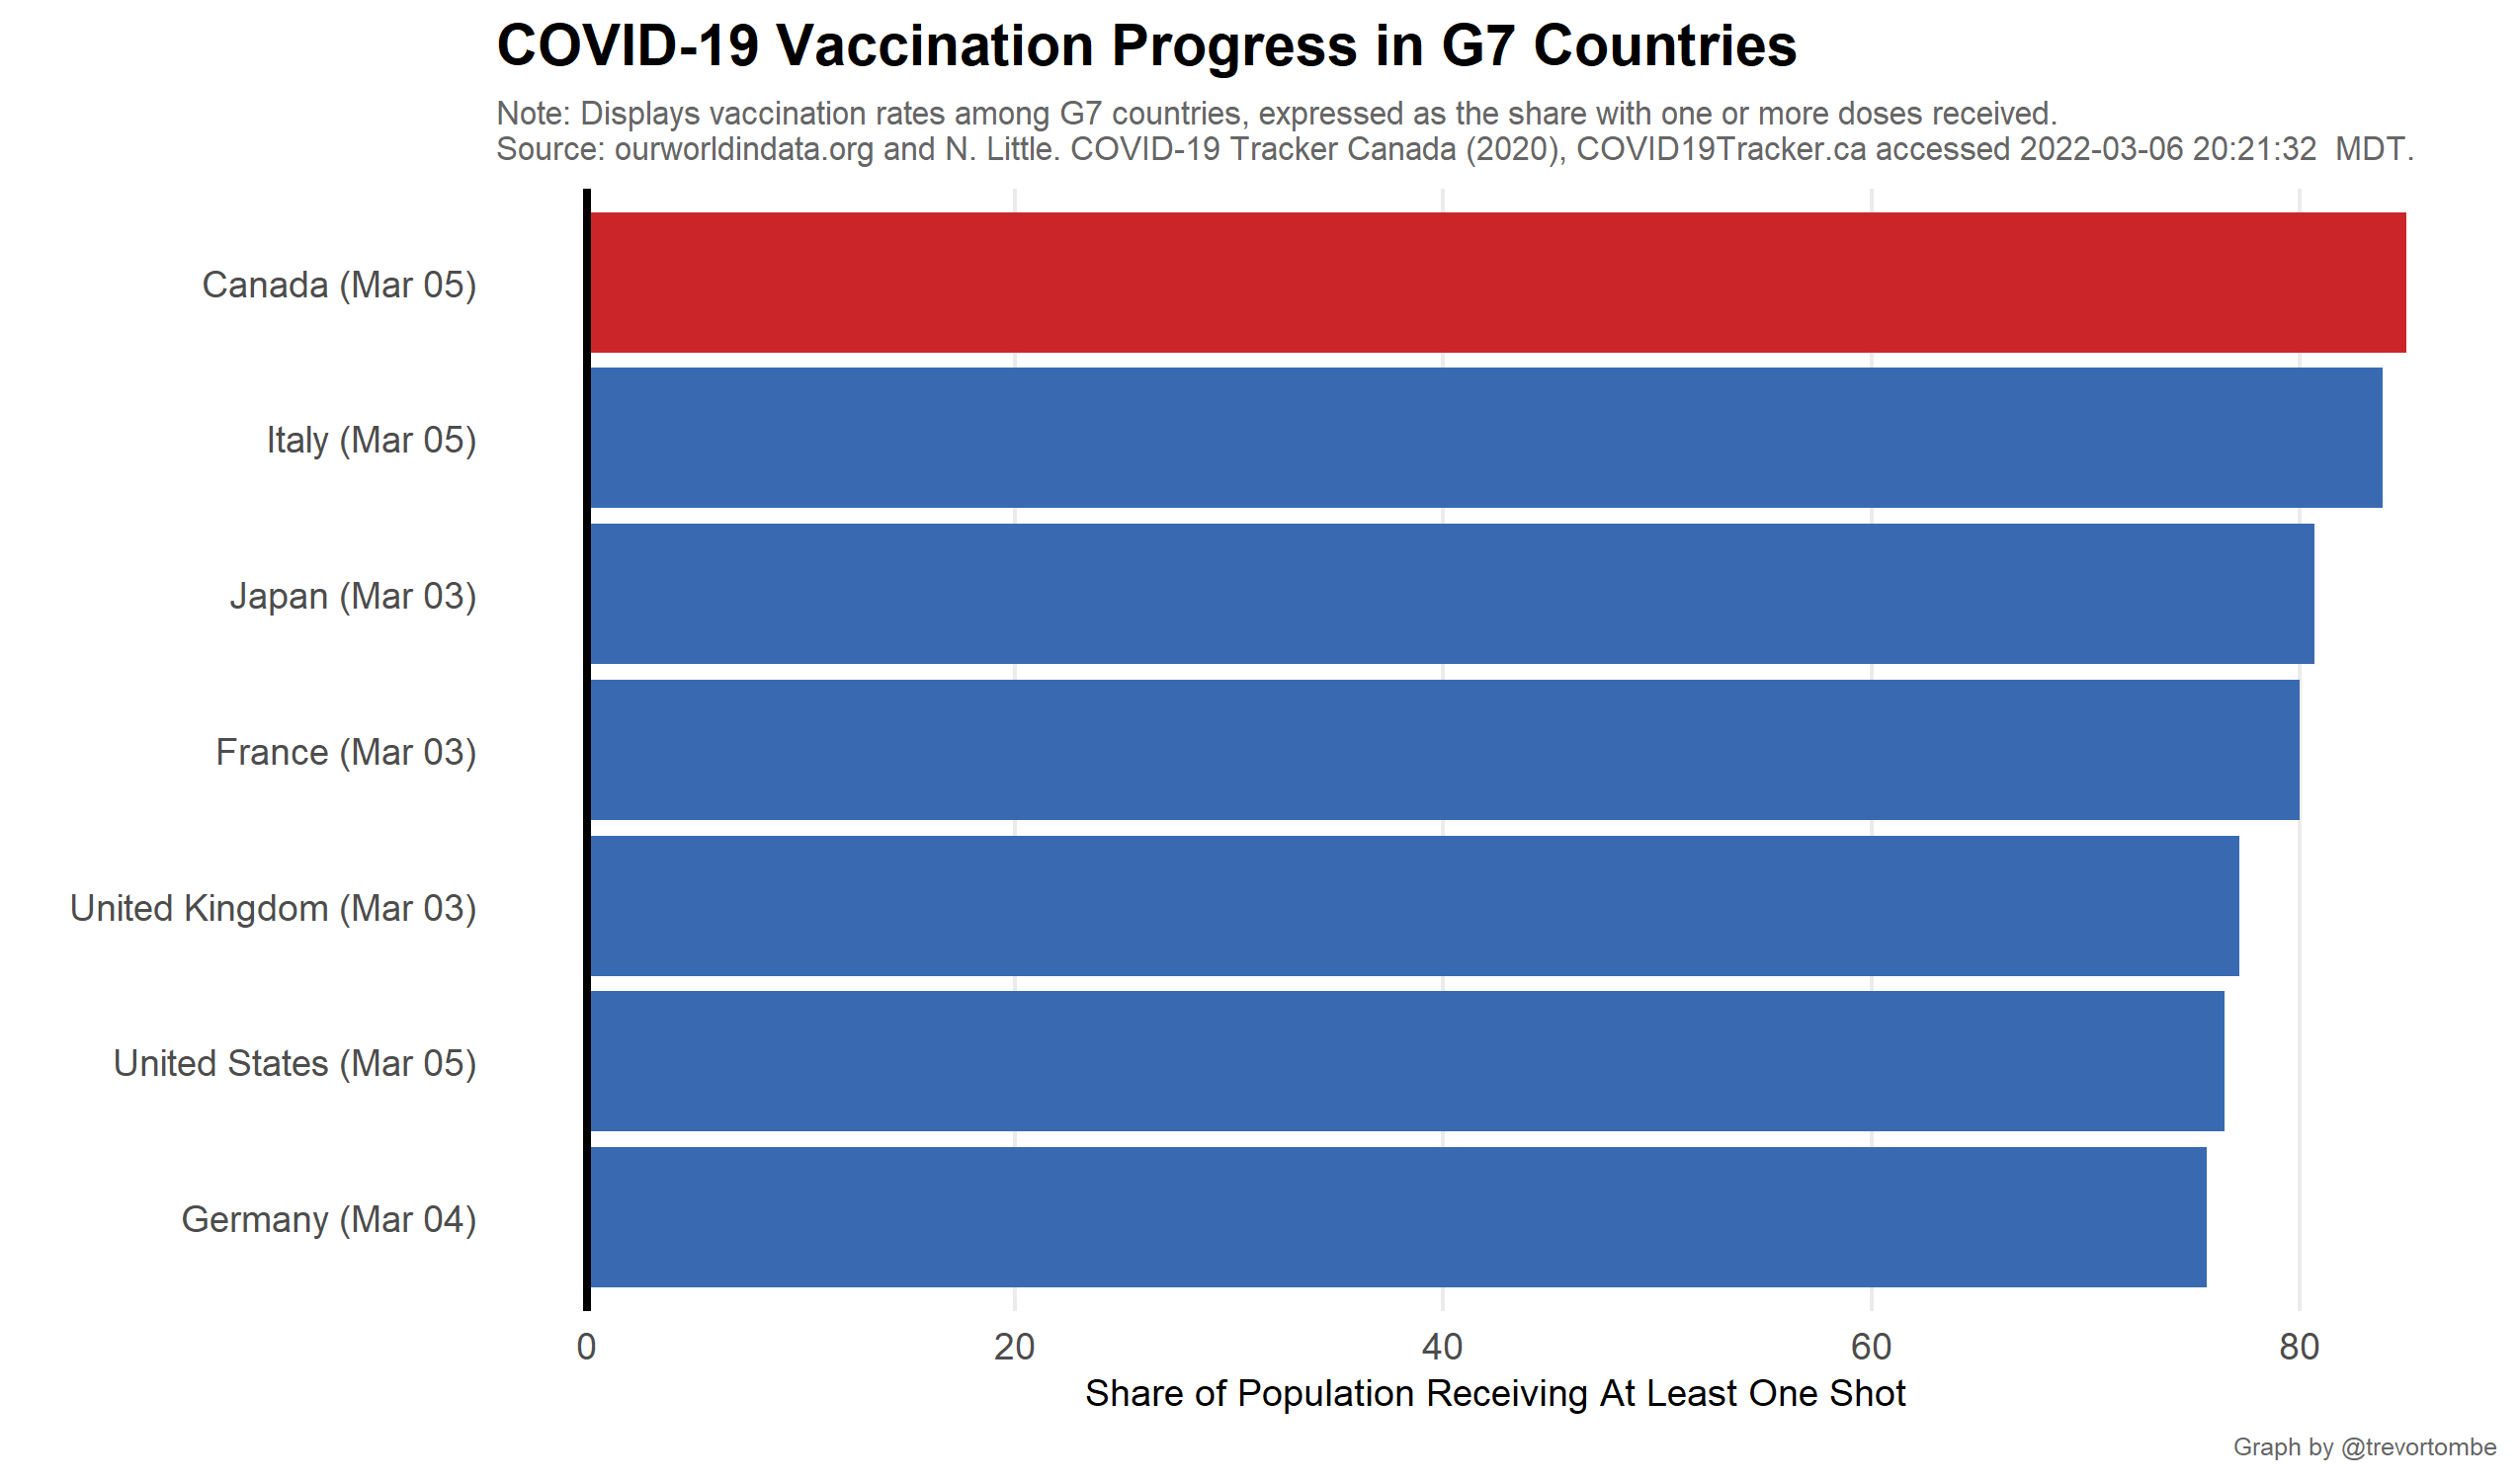 COVID-19 Vaccination Progress in G7 Countries
Note: Displays vaccination rates among G7 countries, expressed as the share with one or more doses received.
Source: ourworldindata.org and N. Little. COVID-19 Tracker Canada (2020), COVID19Tracker.ca accessed 2022-03-06 20:21:32  MDT.
Canada (Mar 05)
Italy (Mar 05)
Japan (Mar 03)
France (Mar 03)
United Kingdom (Mar 03)
United States (Mar 05)
Germany (Mar 04)
0 20 40 60 80
Share of Population Receiving At Least One Shot
Graph by @trevortombe